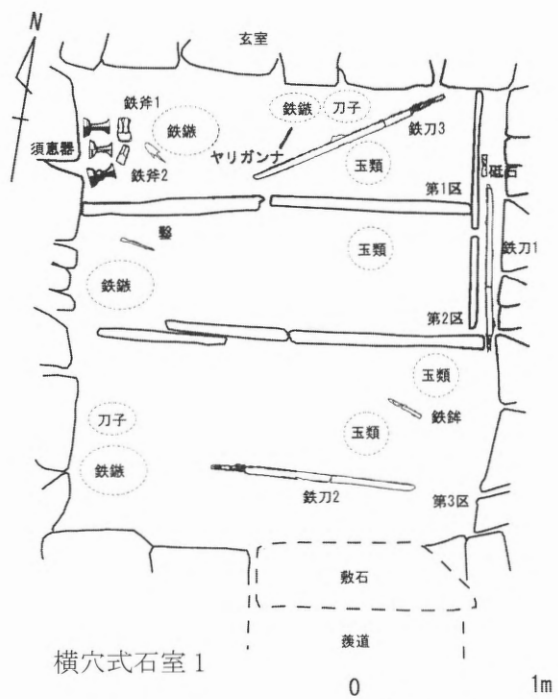 N
玄室
鉄斧1
鉄鏃
鉄鏃
刀子
須恵器
ヤリガンナ
鉄刀3
鉄斧2
玉類
砥石
第1区
鑿
玉類
鉄刀1
鉄鏃
第2区
玉類
刀子
玉類
鉄鉾
鉄鏃
鉄刀2
第3区
敷石
羨道
横穴式石室1
0
1m